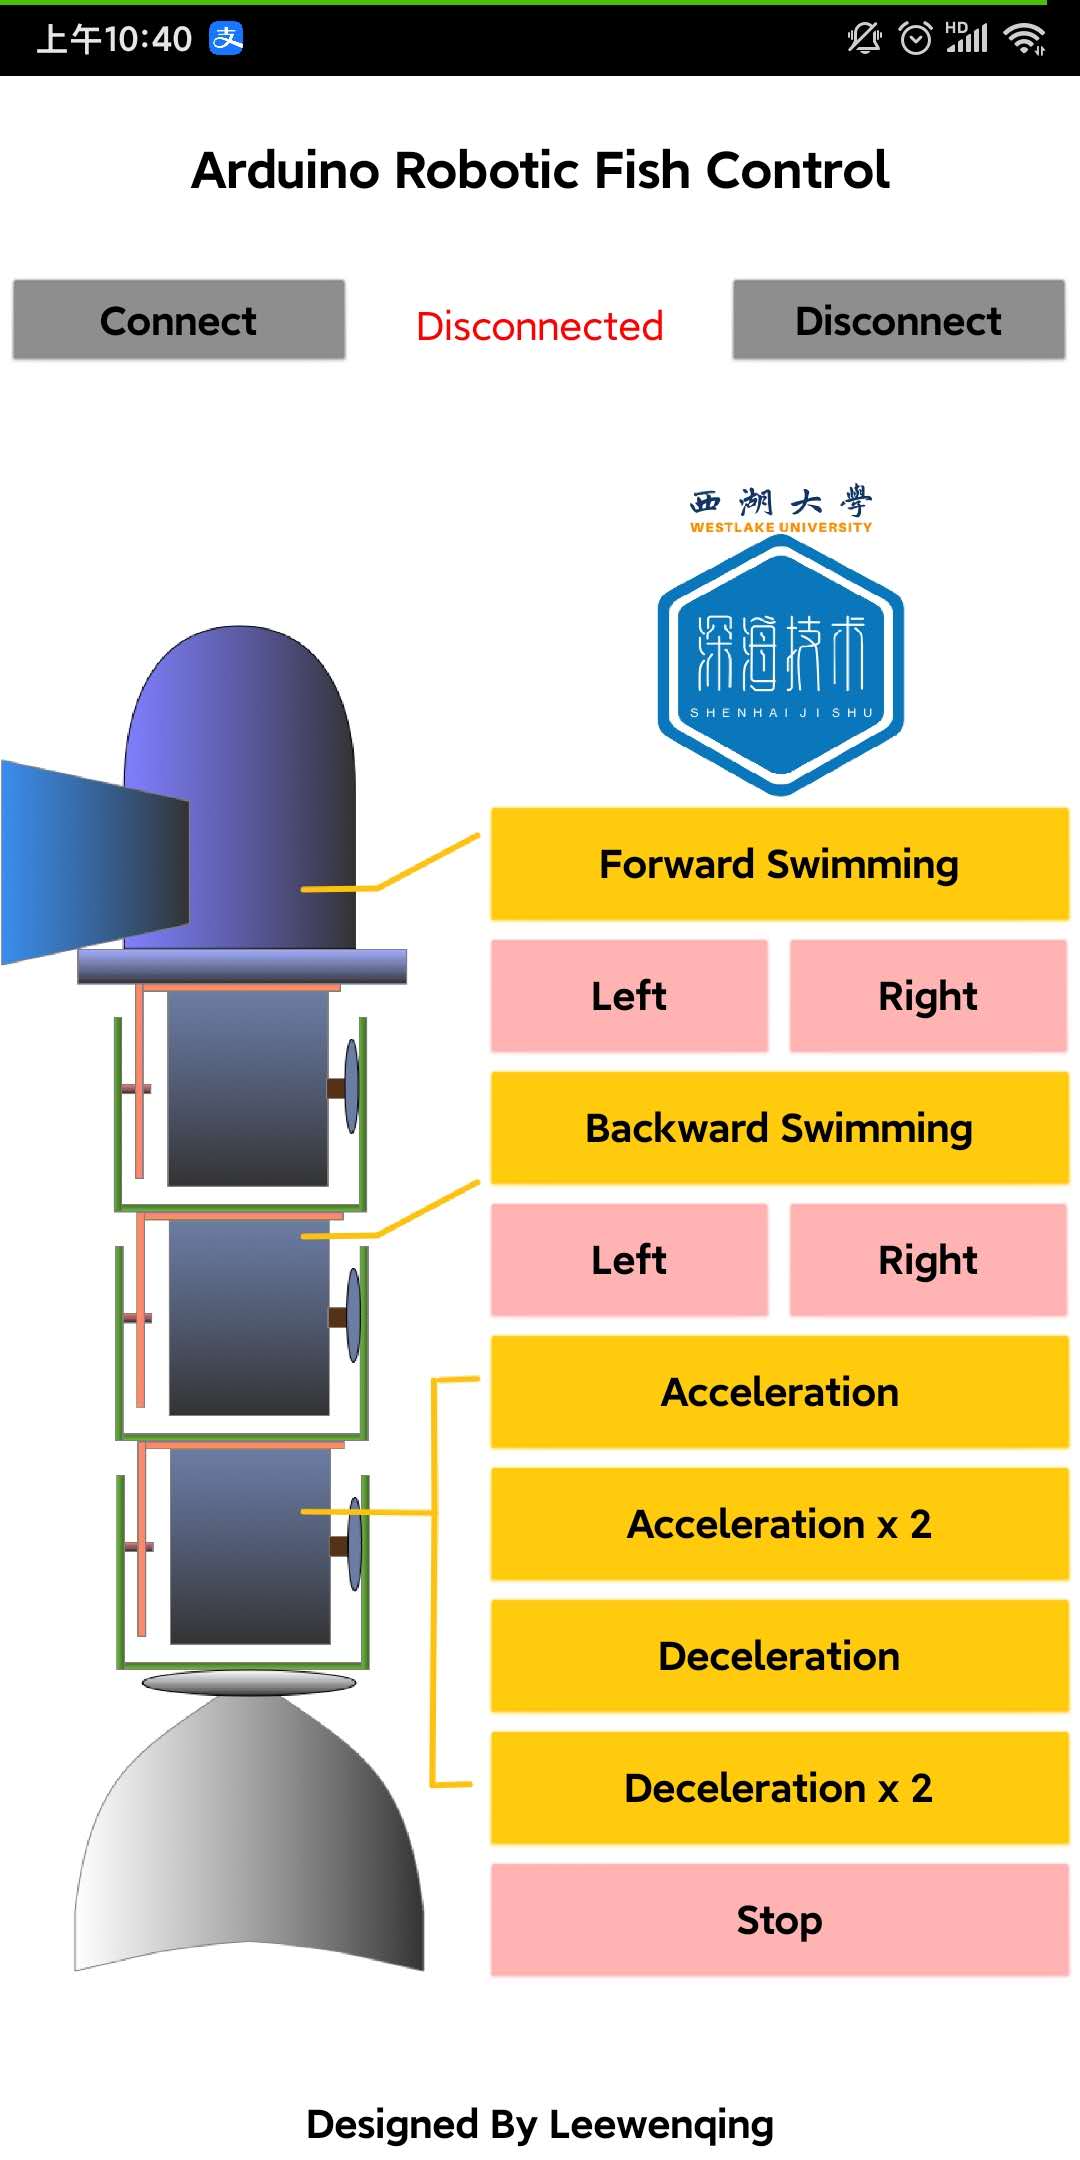 上午10:40 支
HD
Arduino Robotic Fish Control
Connect
Disconnected
Disconnect
西湖大學
WESTLAKE UNIVERSITY
深海技术
SHENHAI JI SHU
Forward Swimming
Left
Right
Backward Swimming
Left
Right
Acceleration
Acceleration x 2
Deceleration
Deceleration x 2
Stop
Designed By Leewenqing